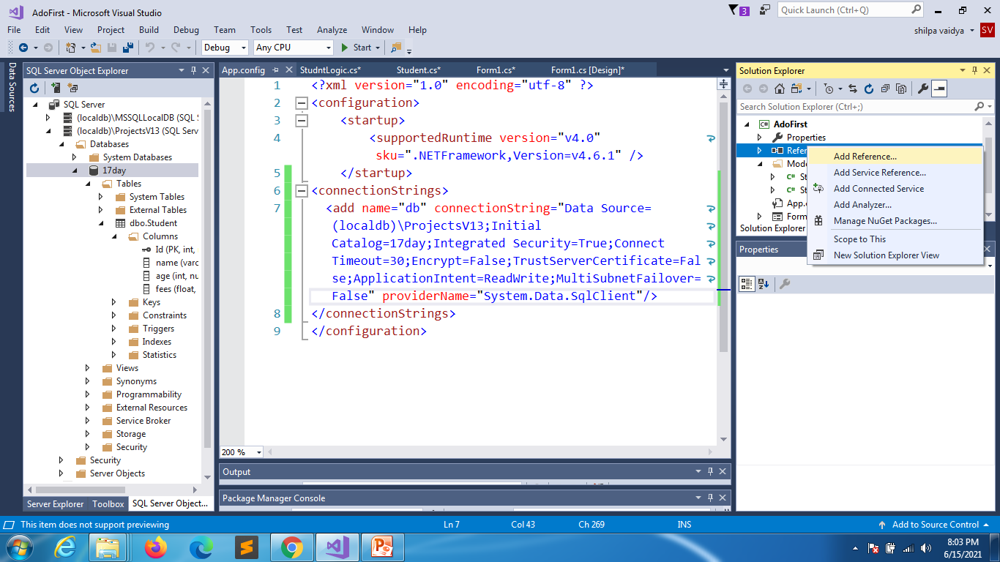 AdoFirst - Microsoft Visual Studio
3
Quick Launch (Ctrl+Q)
File Edit View Project Build Debug Team Tools Test Analyze Window Help
shilpa vaidya SV
Debug Any CPU Start
Data Sources
SQL Server Object Explorer
SQL Server
(localdb)\MSSQLLocalDB (SQL
(localdb)\ProjectsV13 (SQL Serv
Databases
System Databases
17day
Tables
System Tables
External Tables
dbo.Student
Columns
Id (PK, int,
name (varc
age (int, nu
fees (float,
Keys
Constraints
Triggers
Indexes
Statistics
Views
Synonyms
Programmability
External Resources
Service Broker
Storage
Security
Security
Server Objects
Server Explorer Toolbox SQL Server Object...
App.config StudntLogic.cs* Student.cs* Form1.cs* Form1.cs [Design]*
1 <?xml version="1.0" encoding="utf-8" ?>
2 <configuration>
3 <startup>
4 <supportedRuntime version="v4.0"
sku=".NETFramework,Version=v4.6.1" />
5 </startup>
6 <connectionStrings>
7 <add name="db" connectionString="Data Source=
(localdb)\ProjectsV13;Initial
Catalog=17day;Integrated Security=True;Connect
Timeout=30;Encrypt=False;TrustServerCertificate=Fal
se;ApplicationIntent=ReadWrite;MultiSubnetFailover=
False" providerName="System.Data.SqlClient"/>
8 </connectionStrings>
9 </configuration>
200 %
Output
Package Manager Console
Solution Explorer
Search Solution Explorer (Ctrl+;)
AdoFirst
Properties
Refer
Mode
St
St
App.c
Form
Solution Explorer
Add Reference...
Add Service Reference...
Add Connected Service
Add Analyzer...
Manage NuGet Packages...
Scope to This
New Solution Explorer View
Properties
This item does not support previewing Ln 7 Col 43 Ch 269 INS Add to Source Control
8:03 PM
6/15/2021